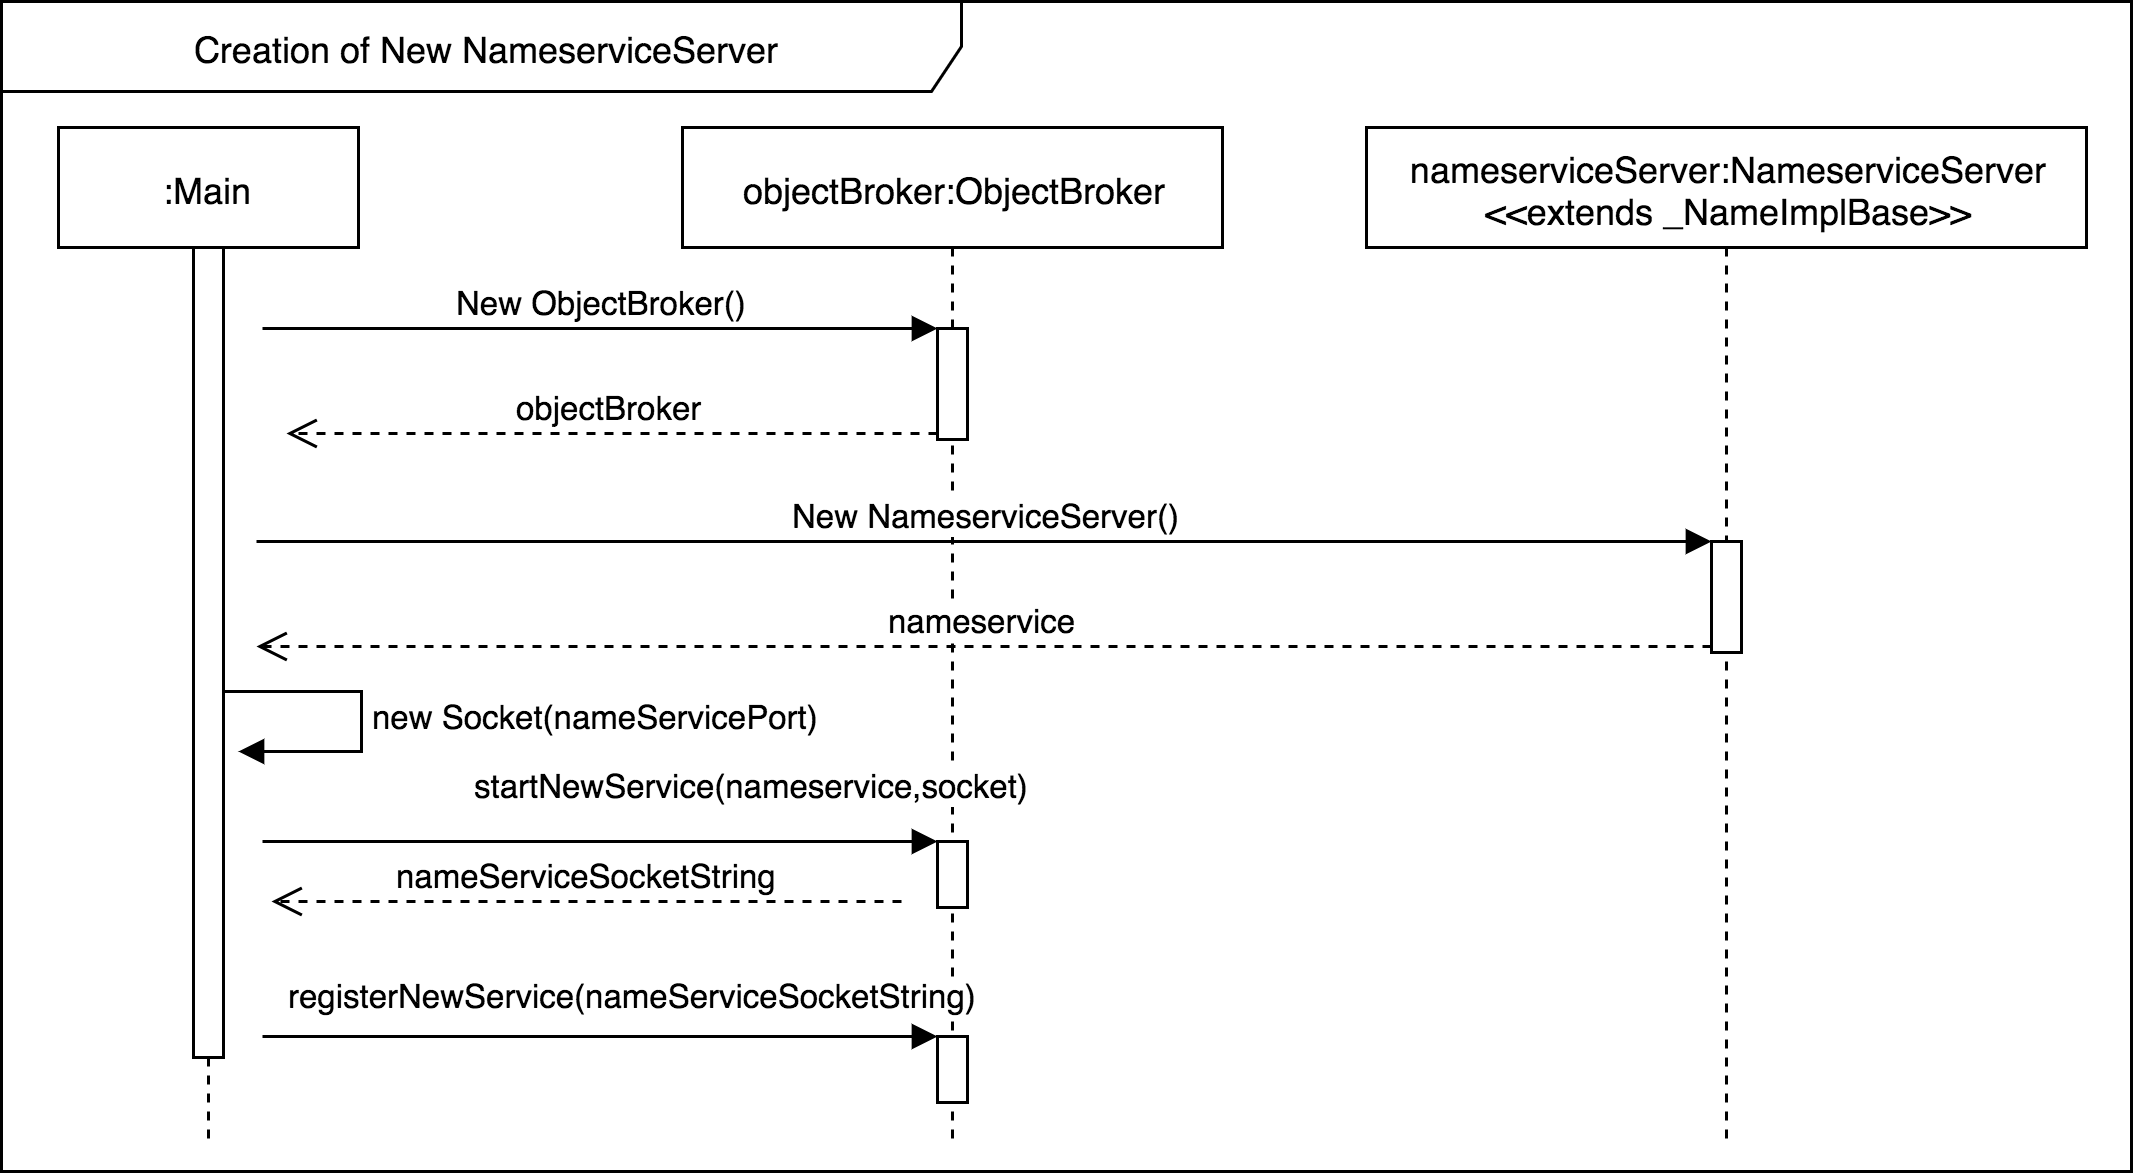 Creation of New NameserviceServer
:Main
objectBroker:ObjectBroker
nameserviceServer:NameserviceServer
<<extends _NameImplBase>>
New ObjectBroker()
objectBroker
New NameserviceServer()
nameservice
new Socket(nameServicePort)
startNewService(nameservice,socket)
nameServiceSocketString
registerNewService(nameServiceSocketString)